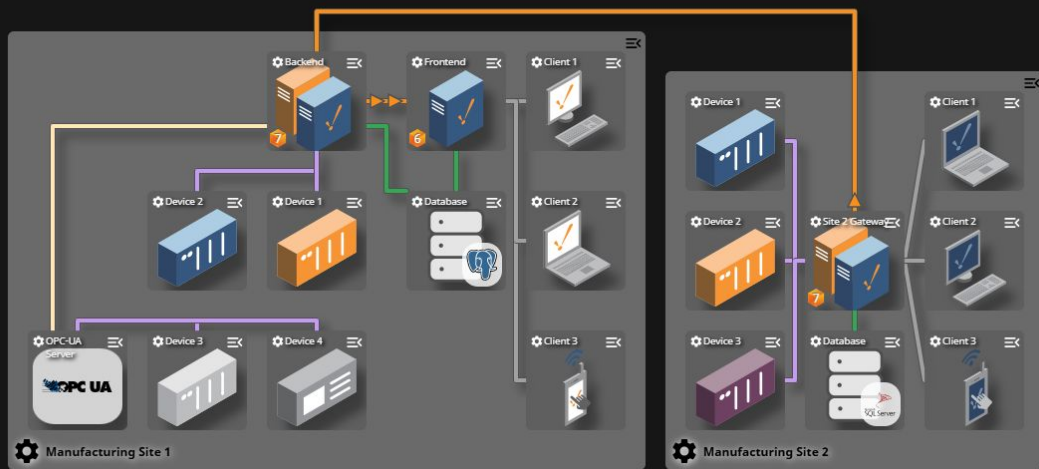 Backend
Frontend
Client 1
7
6
Device 2
Device 1
Database
Client 2
OPC-UA
Server
OPC UA
Device 3
Device 4
Client 3
Manufacturing Site 1
Device 1
Client 1
Device 2
Site 2 Gateway
Client 2
7
Device 3
Database
SQL Server
Client 3
Manufacturing Site 2